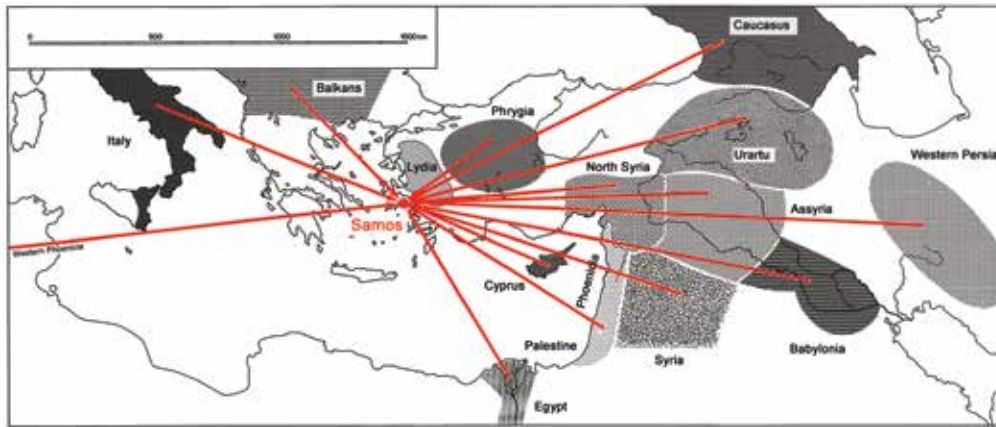 0 500 1000 1500 km
Caucasus
Balkans
Phrygia
Italy
Lydia
North Syria
Urartu
Western Persia
Samos
Assyria
Western Phoenicia
Cyprus
Phoenicia
Palestine
Syria
Babylonia
Egypt